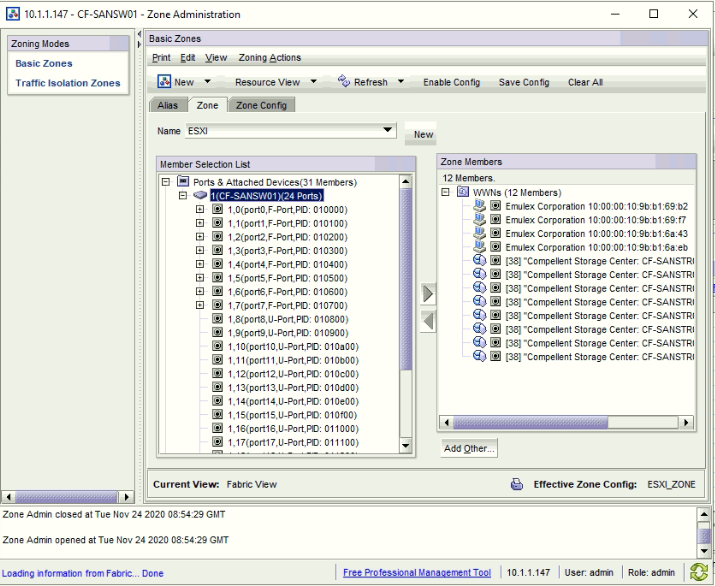 10.1.1.147 - CF-SANSW01 - Zone Administration
Zoning Modes
Basic Zones
Traffic Isolation Zones
Basic Zones
Print Edit View Zoning Actions
New Resource View Refresh Enable Config Save Config Clear All
Alias Zone Zone Config
Name ESXI New
Member Selection List
Ports & Attached Devices(31 Members)
1(CF-SANSW01)(24 Ports)
1,0(port0,F-Port,PID: 010000)
1,1(port1,F-Port,PID: 010100)
1,2(port2,F-Port,PID: 010200)
1,3(port3,F-Port,PID: 010300)
1,4(port4,F-Port,PID: 010400)
1,5(port5,F-Port,PID: 010500)
1,6(port6,F-Port,PID: 010600)
1,7(port7,F-Port,PID: 010700)
1,8(port8,U-Port,PID: 010800)
1,9(port9,U-Port,PID: 010900)
1,10(port10,U-Port,PID: 010a00)
1,11(port11,U-Port,PID: 010b00)
1,12(port12,U-Port,PID: 010c00)
1,13(port13,U-Port,PID: 010d00)
1,14(port14,U-Port,PID: 010e00)
1,15(port15,U-Port,PID: 010f00)
1,16(port16,U-Port,PID: 011000)
1,17(port17,U-Port,PID: 011100)
Zone Members
12 Members.
WWNs (12 Members)
Emulex Corporation 10:00:00:10:9b:b1:69:b2
Emulex Corporation 10:00:00:10:9b:b1:69:f7
Emulex Corporation 10:00:00:10:9b:b1:6a:43
Emulex Corporation 10:00:00:10:9b:b1:6a:eb
[38] "Compellent Storage Center: CF-SANSTR
[38] "Compellent Storage Center: CF-SANSTR
[38] "Compellent Storage Center: CF-SANSTR
[38] "Compellent Storage Center: CF-SANSTR
[38] "Compellent Storage Center: CF-SANSTR
[38] "Compellent Storage Center: CF-SANSTR
[38] "Compellent Storage Center: CF-SANSTR
[38] "Compellent Storage Center: CF-SANSTR
Add Other...
Current View: Fabric View
Effective Zone Config: ESXI_ZONE
Zone Admin closed at Tue Nov 24 2020 08:54:29 GMT
Zone Admin opened at Tue Nov 24 2020 08:54:29 GMT
Loading information from Fabric... Done
Free Professional Management Tool 10.1.1.147 User: admin Role: admin